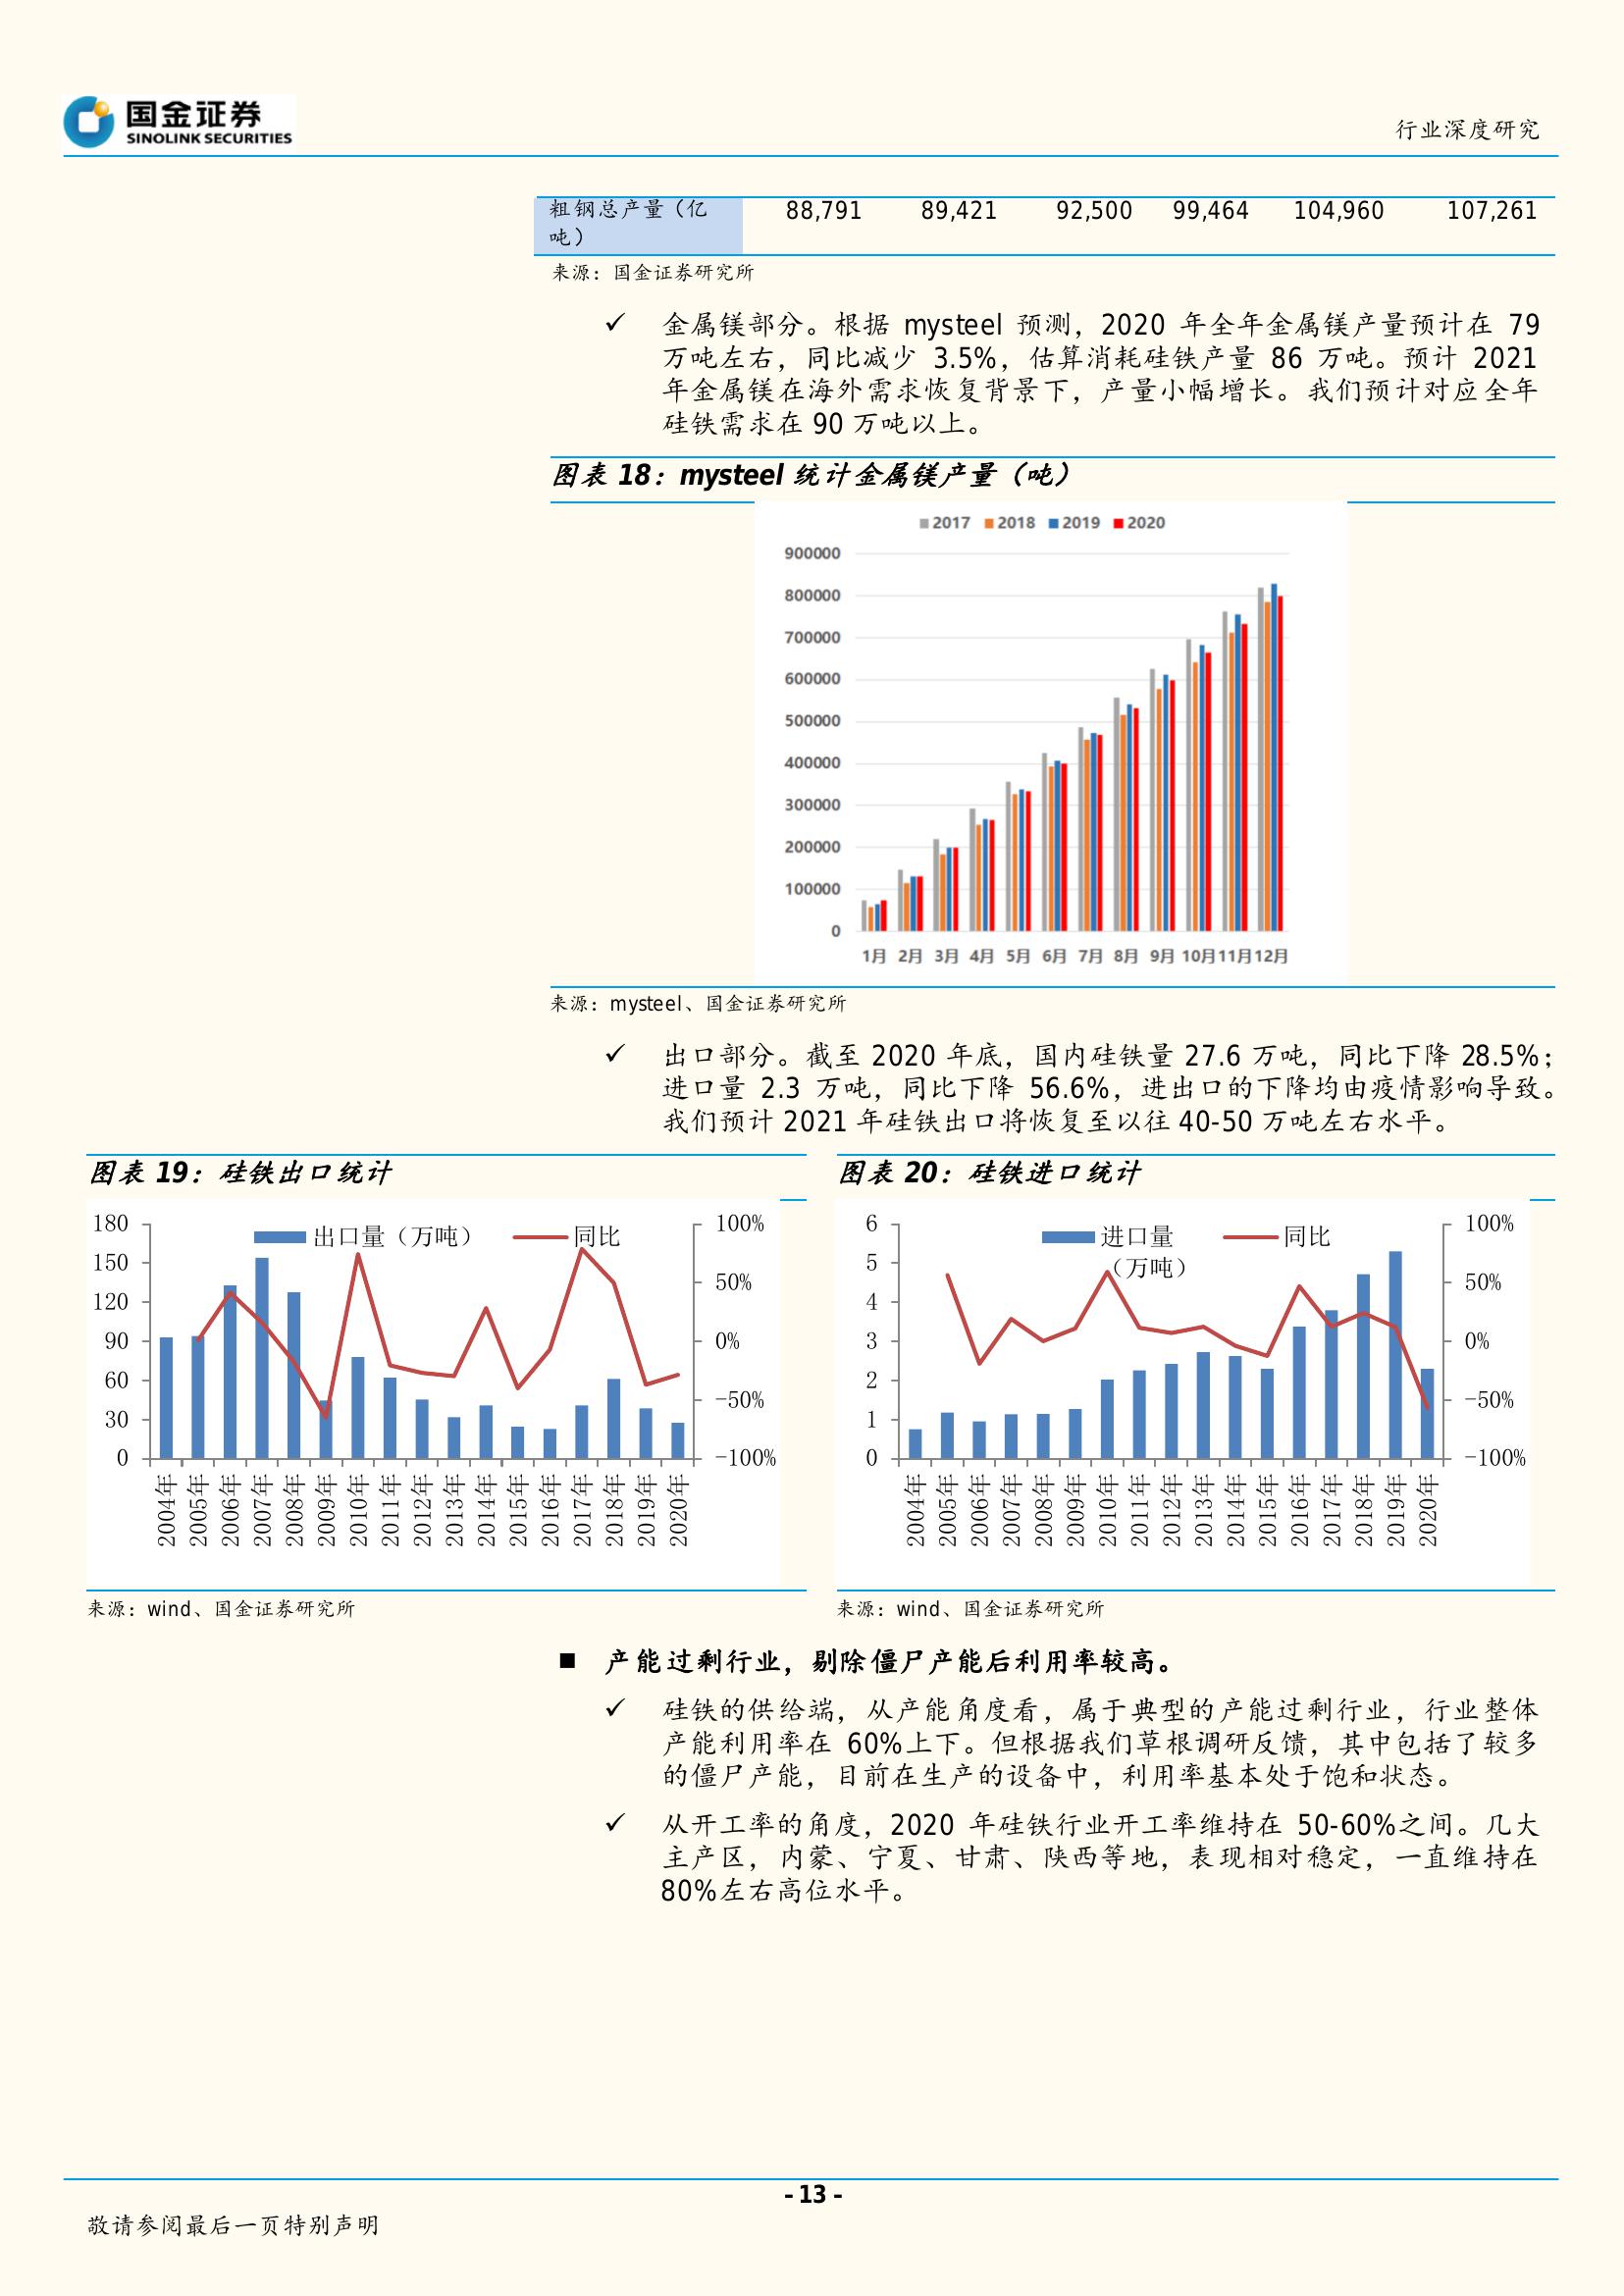 国金证券
SINOLINK SECURITIES
行业深度研究
粗钢总产量（亿 88,791 89,421 92,500 99,464 104,960 107,261
吨）
来源：国金证券研究所
✓ 金属镁部分。根据 mysteel 预测，2020 年全年金属镁产量预计在 79
万吨左右，同比减少 3.5%，估算消耗硅铁产量 86 万吨。预计 2021
年金属镁在海外需求恢复背景下，产量小幅增长。我们预计对应全年
硅铁需求在 90 万吨以上。
图表 18：mysteel 统计金属镁产量（吨）
2017 2018 2019 2020
900000
800000
700000
600000
500000
400000
300000
200000
100000
0
1月 2月 3月 4月 5月 6月 7月 8月 9月 10月 11月 12月
来源：mysteel、国金证券研究所
✓ 出口部分。截至 2020 年底，国内硅铁量 27.6 万吨，同比下降 28.5%；
进口量 2.3 万吨，同比下降 56.6%，进出口的下降均由疫情影响导致。
我们预计 2021 年硅铁出口将恢复至以往 40-50 万吨左右水平。
图表 19：硅铁出口统计
出口量（万吨） 同比
180 100%
150
50%
120
90 0%
60
-50%
30
0 -100%
2004年 2005年 2006年 2007年 2008年 2009年 2010年 2011年 2012年 2013年 2014年 2015年 2016年 2017年 2018年 2019年 2020年
来源：wind、国金证券研究所
图表 20：硅铁进口统计
进口量 同比
（万吨）
6 100%
5
50%
4
3 0%
2
-50%
1
0 -100%
2004年 2005年 2006年 2007年 2008年 2009年 2010年 2011年 2012年 2013年 2014年 2015年 2016年 2017年 2018年 2019年 2020年
来源：wind、国金证券研究所
■ 产能过剩行业，剔除僵尸产能后利用率较高。
✓ 硅铁的供给端，从产能角度看，属于典型的产能过剩行业，行业整体
产能利用率在 60%上下。但根据我们草根调研反馈，其中包括了较多
的僵尸产能，目前在生产的设备中，利用率基本处于饱和状态。
✓ 从开工率的角度，2020 年硅铁行业开工率维持在 50-60%之间。几大
主产区，内蒙、宁夏、甘肃、陕西等地，表现相对稳定，一直维持在
80%左右高位水平。
- 13 -
敬请参阅最后一页特别声明